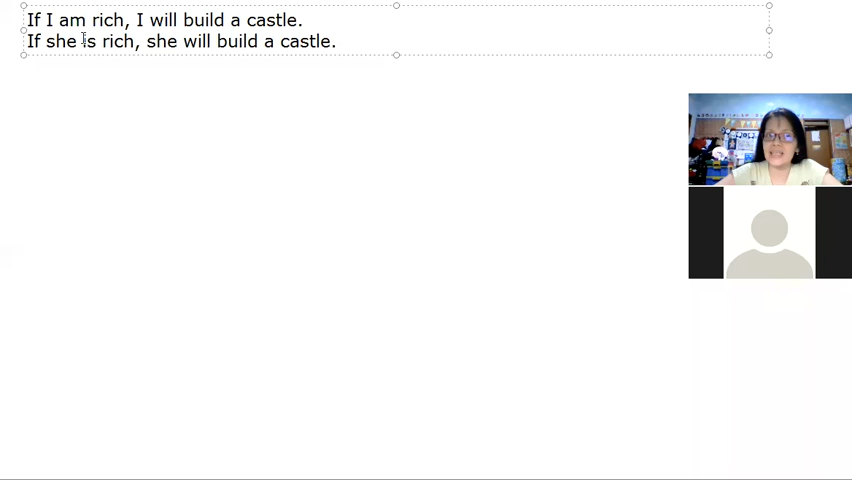 If I am rich, I will build a castle.
If she is rich, she will build a castle.